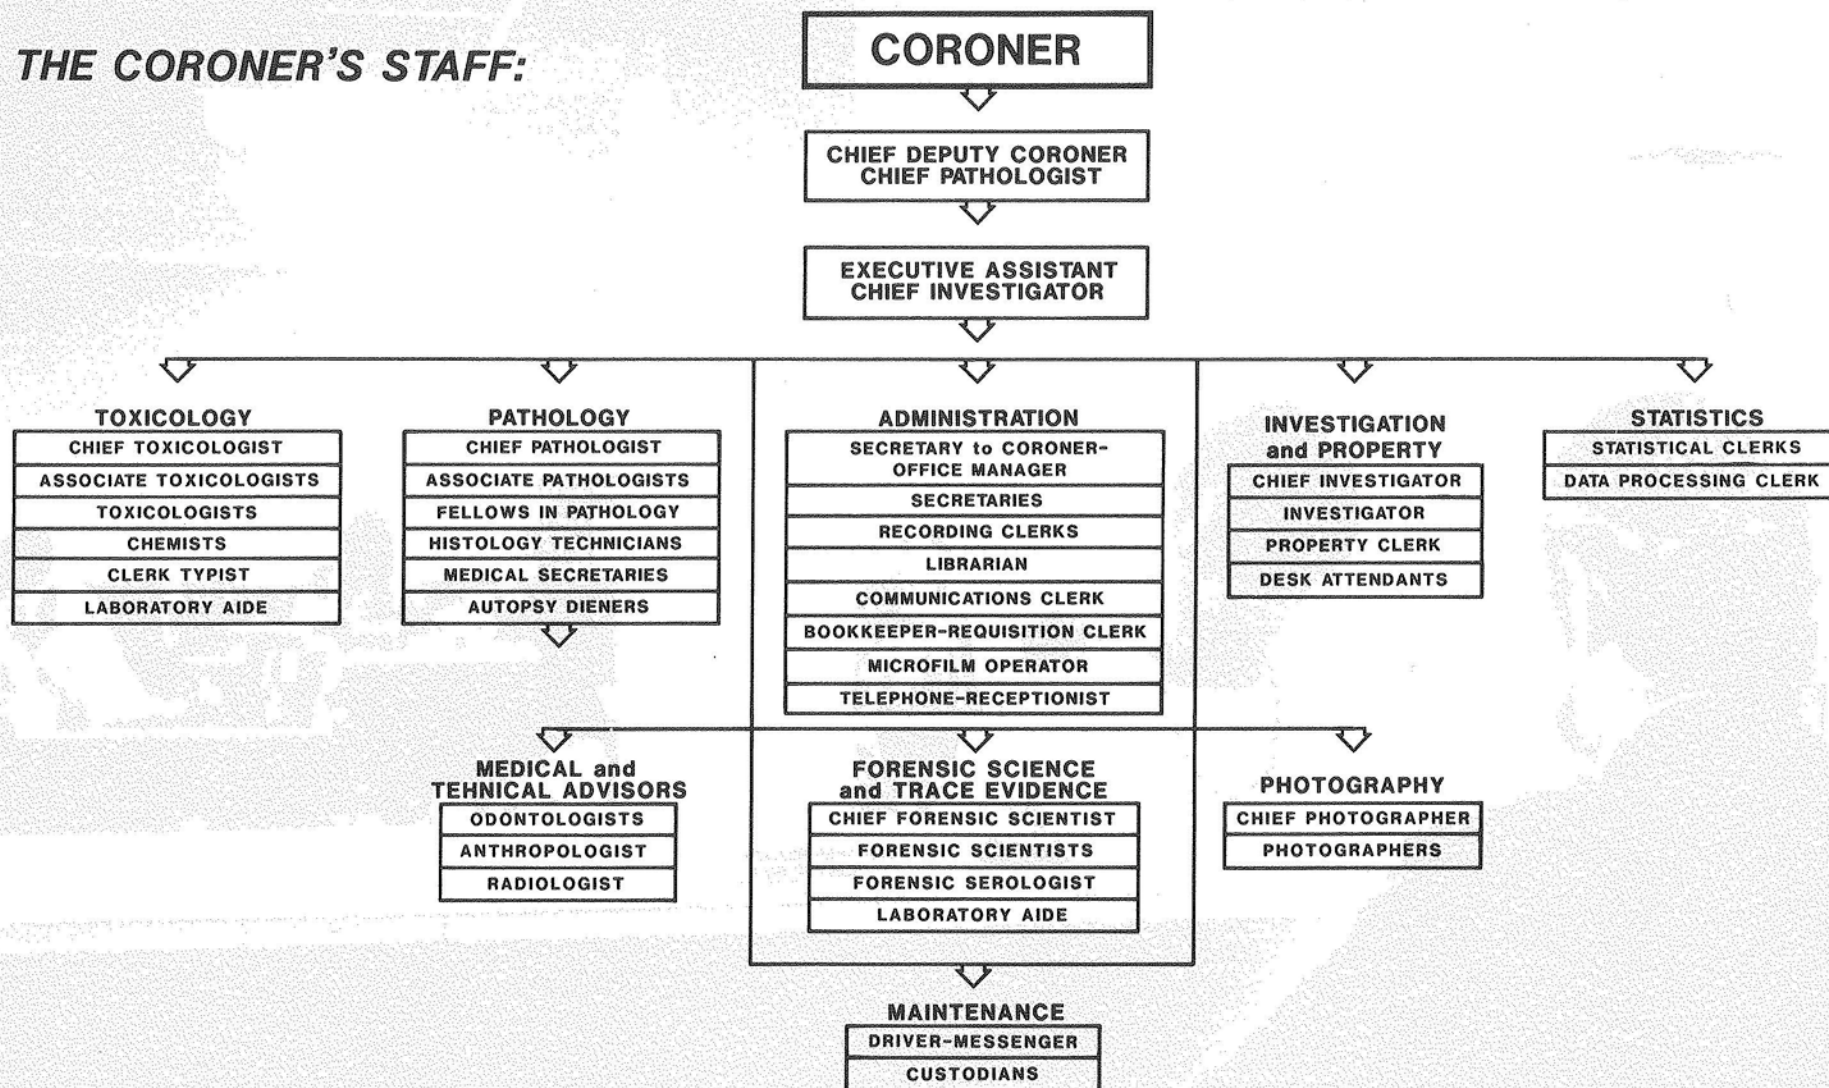 THE CORONER'S STAFF:
CORONER
CHIEF DEPUTY CORONER
CHIEF PATHOLOGIST
EXECUTIVE ASSISTANT
CHIEF INVESTIGATOR
TOXICOLOGY
CHIEF TOXICOLOGIST
ASSOCIATE TOXICOLOGISTS
TOXICOLOGISTS
CHEMISTS
CLERK TYPIST
LABORATORY AIDE
PATHOLOGY
CHIEF PATHOLOGIST
ASSOCIATE PATHOLOGISTS
FELLOWS IN PATHOLOGY
HISTOLOGY TECHNICIANS
MEDICAL SECRETARIES
AUTOPSY DIENERS
ADMINISTRATION
SECRETARY to CORONER-
OFFICE MANAGER
SECRETARIES
RECORDING CLERKS
LIBRARIAN
COMMUNICATIONS CLERK
BOOKKEEPER-REQUISITION CLERK
MICROFILM OPERATOR
TELEPHONE-RECEPTIONIST
INVESTIGATION
and PROPERTY
CHIEF INVESTIGATOR
INVESTIGATOR
PROPERTY CLERK
DESK ATTENDANTS
STATISTICS
STATISTICAL CLERKS
DATA PROCESSING CLERK
MEDICAL and
TEHNICAL ADVISORS
ODONTOLOGISTS
ANTHROPOLOGIST
RADIOLOGIST
FORENSIC SCIENCE
and TRACE EVIDENCE
CHIEF FORENSIC SCIENTIST
FORENSIC SCIENTISTS
FORENSIC SEROLOGIST
LABORATORY AIDE
PHOTOGRAPHY
CHIEF PHOTOGRAPHER
PHOTOGRAPHERS
MAINTENANCE
DRIVER-MESSENGER
CUSTODIANS